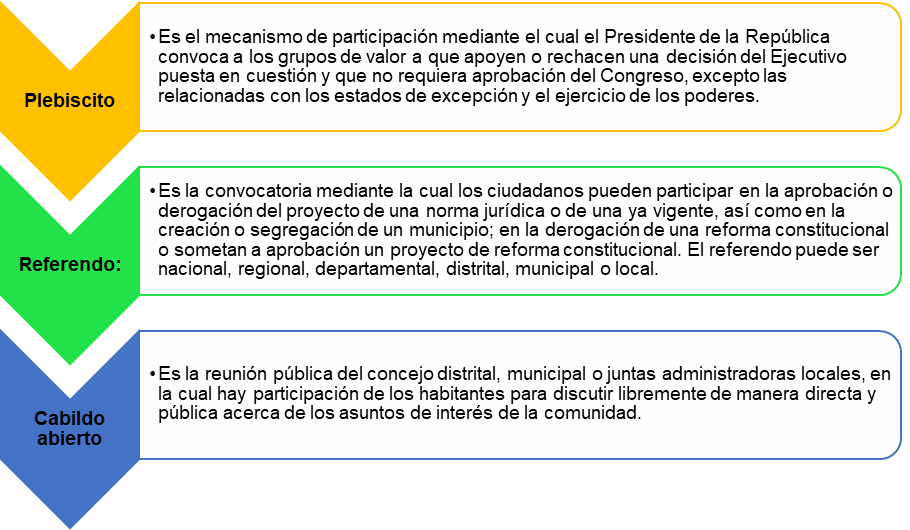 Plebiscito
• Es el mecanismo de participación mediante el cual el Presidente de la República
convoca a los grupos de valor a que apoyen o rechacen una decisión del Ejecutivo
puesta en cuestión y que no requiera aprobación del Congreso, excepto las
relacionadas con los estados de excepción y el ejercicio de los poderes.
Referendo:
• Es la convocatoria mediante la cual los ciudadanos pueden participar en la aprobación o
derogación del proyecto de una norma jurídica o de una ya vigente, así como en la
creación o segregación de un municipio; en la derogación de una reforma constitucional
o sometan a aprobación un proyecto de reforma constitucional. El referendo puede ser
nacional, regional, departamental, distrital, municipal o local.
Cabildo
abierto
• Es la reunión pública del concejo distrital, municipal o juntas administradoras locales, en
la cual hay participación de los habitantes para discutir libremente de manera directa y
pública acerca de los asuntos de interés de la comunidad.